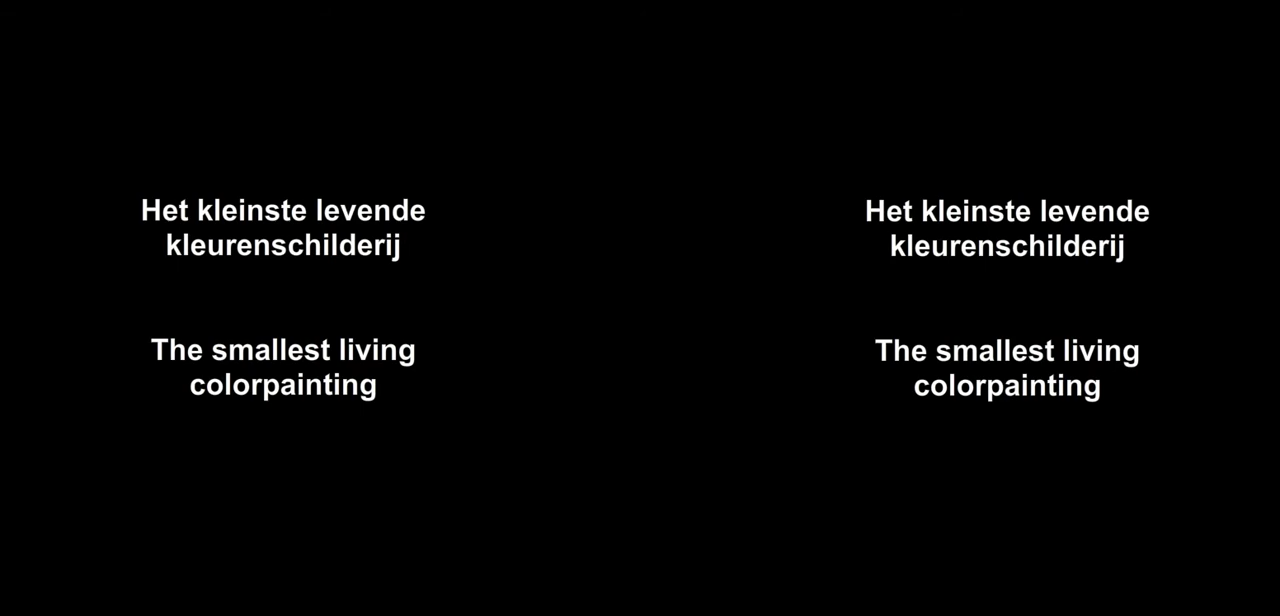 Het kleinste levende
kleurenschilderij
The smallest living
colorpainting
Het kleinste levende
kleurenschilderij
The smallest living
colorpainting